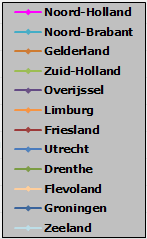 Noord-Holland
Noord-Brabant
Gelderland
Zuid-Holland
Overijssel
Limburg
Friesland
Utrecht
Drenthe
Flevoland
Groningen
Zeeland